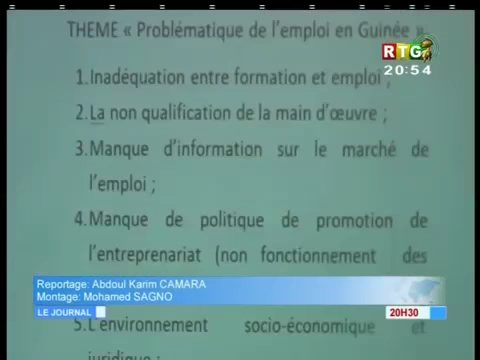 THEME « Problématique de l'emploi en Guinée ».
RTG
20:54
1.Inadéquation entre formation et emploi ;
2.La non qualification de la main d'œuvre ;
3.Manque d'information sur le marché de
l'emploi ;
4.Manque de politique de promotion de
l'entreprenariat (non fonctionnement des
Reportage: Abdoul Karim CAMARA
Montage: Mohamed SAGNO
LE JOURNAL
20H30
5.L'environnement socio-économique et
juridique ;